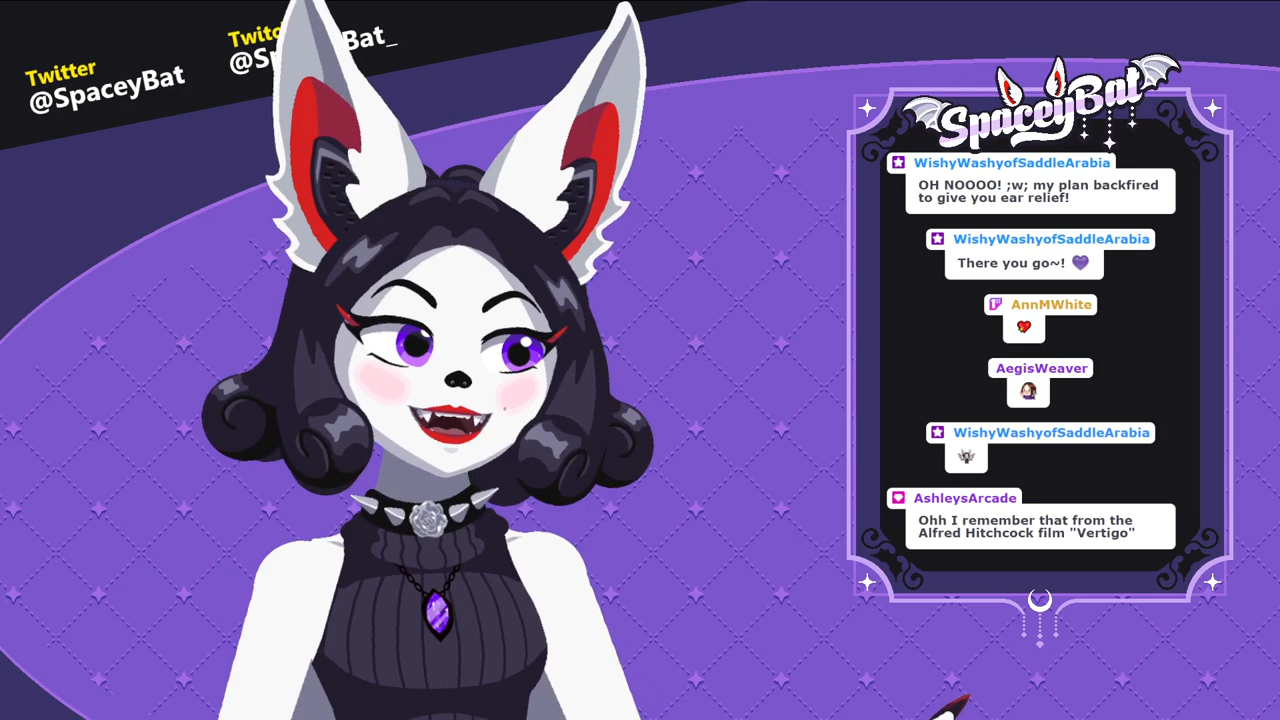 Twitter
@SpaceyBat
@Sp Bat_
SpaceyBat
WishyWashyofSaddleArabia
OH NOOOO! ;w; my plan backfired
to give you ear relief!
WishyWashyofSaddleArabia
There you go~! 💜
AnnMWhite
AegisWeaver
WishyWashyofSaddleArabia
AshleysArcade
Ohh I remember that from the
Alfred Hitchcock film "Vertigo"